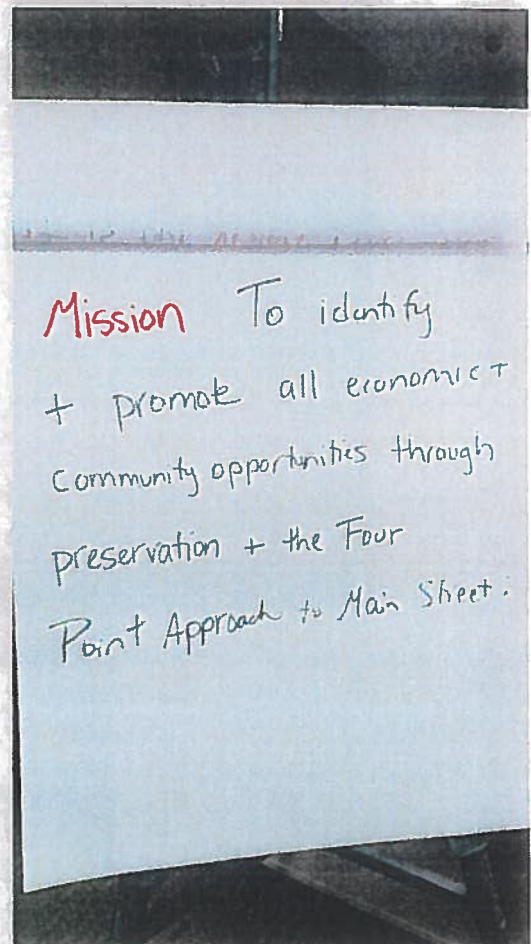 Mission To identify
+ promote all economic +
community opportunities through
preservation + the Four
Point Approach to Main Street.